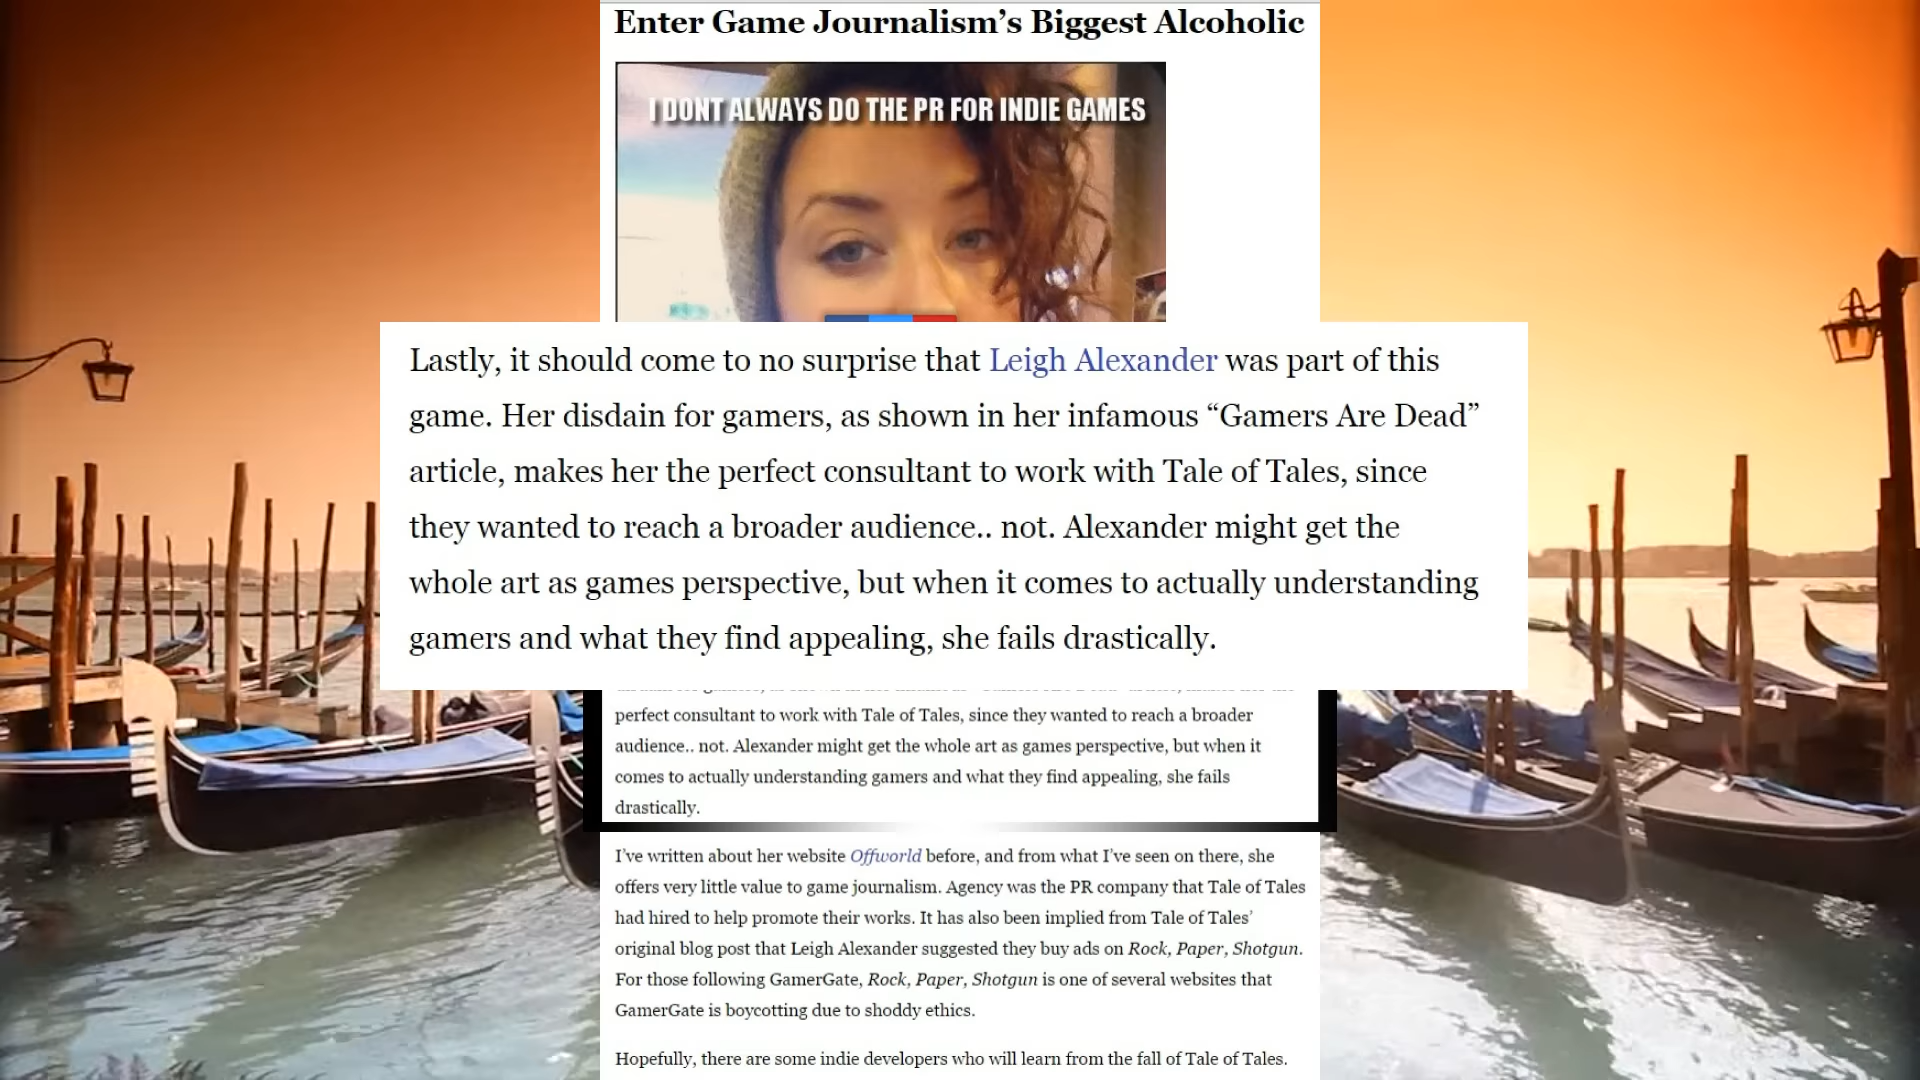 Enter Game Journalism’s Biggest Alcoholic
I DONT ALWAYS DO THE PR FOR INDIE GAMES
Lastly, it should come to no surprise that Leigh Alexander was part of this
game. Her disdain for gamers, as shown in her infamous “Gamers Are Dead”
article, makes her the perfect consultant to work with Tale of Tales, since
they wanted to reach a broader audience.. not. Alexander might get the
whole art as games perspective, but when it comes to actually understanding
gamers and what they find appealing, she fails drastically.
perfect consultant to work with Tale of Tales, since they wanted to reach a broader
audience.. not. Alexander might get the whole art as games perspective, but when it
comes to actually understanding gamers and what they find appealing, she fails
drastically.
I’ve written about her website Offworld before, and from what I’ve seen on there, she
offers very little value to game journalism. Agency was the PR company that Tale of Tales
had hired to help promote their works. It has also been implied from Tale of Tales’
original blog post that Leigh Alexander suggested they buy ads on Rock, Paper, Shotgun.
For those following GamerGate, Rock, Paper, Shotgun is one of several websites that
GamerGate is boycotting due to shoddy ethics.
Hopefully, there are some indie developers who will learn from the fall of Tale of Tales.